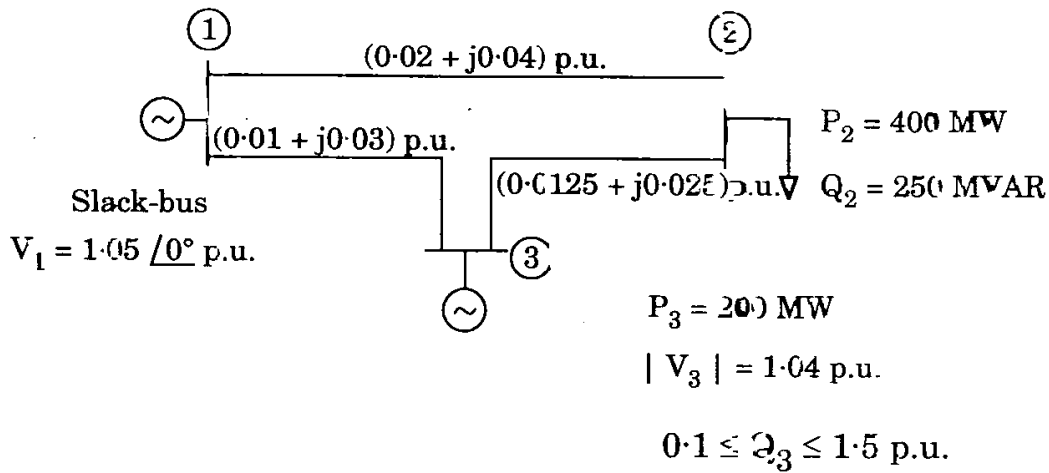 1
2
(0·02 + j0·04) p.u.
(0·01 + j0·03) p.u.
P₂ = 400 MW
(0·0125 + j0·025) p.u.
Q₂ = 250 MVAR
Slack-bus
V₁ = 1·05 /0° p.u.
3
P₃ = 200 MW
| V₃ | = 1·04 p.u.
0·1 ≤ Q₃ ≤ 1·5 p.u.